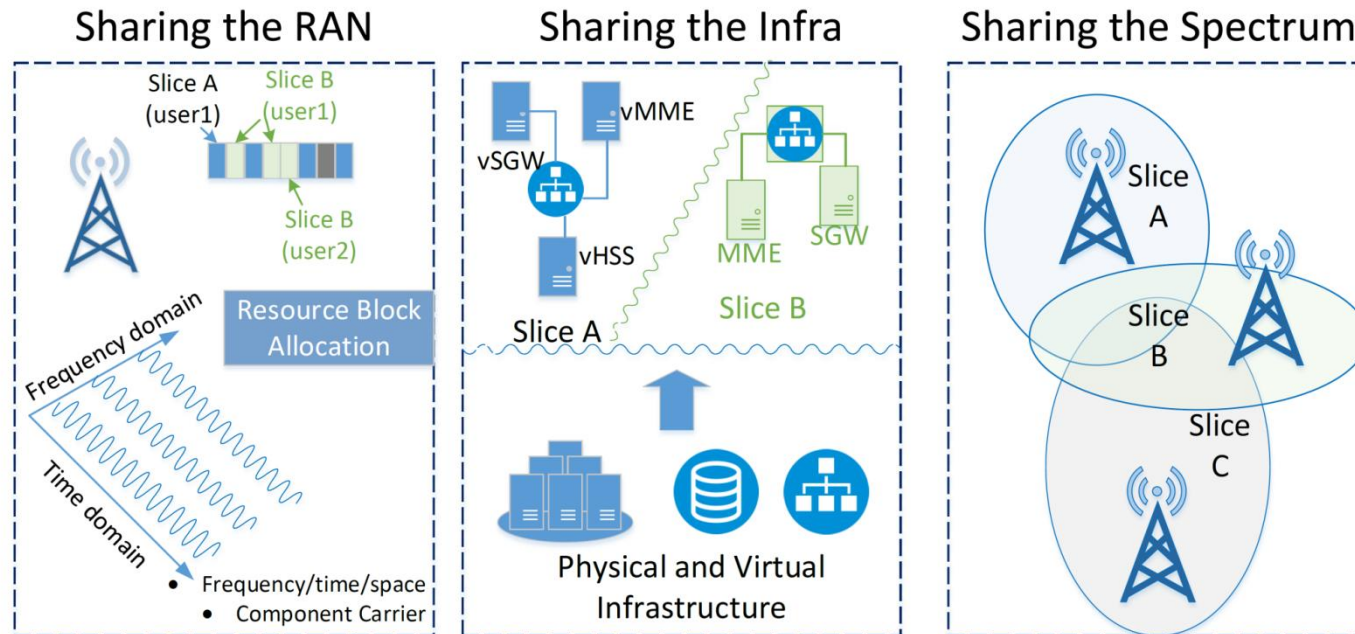 Sharing the RAN
Slice A
(user1)
Slice B
(user1)
Slice B
(user2)
Resource Block
Allocation
Frequency domain
Time domain
• Frequency/time/space
• Component Carrier
Sharing the Infra
vMME
vSGW
vHSS
Slice A
MME
SGW
Slice B
Physical and Virtual
Infrastructure
Sharing the Spectrum
Slice
A
Slice
B
Slice
C